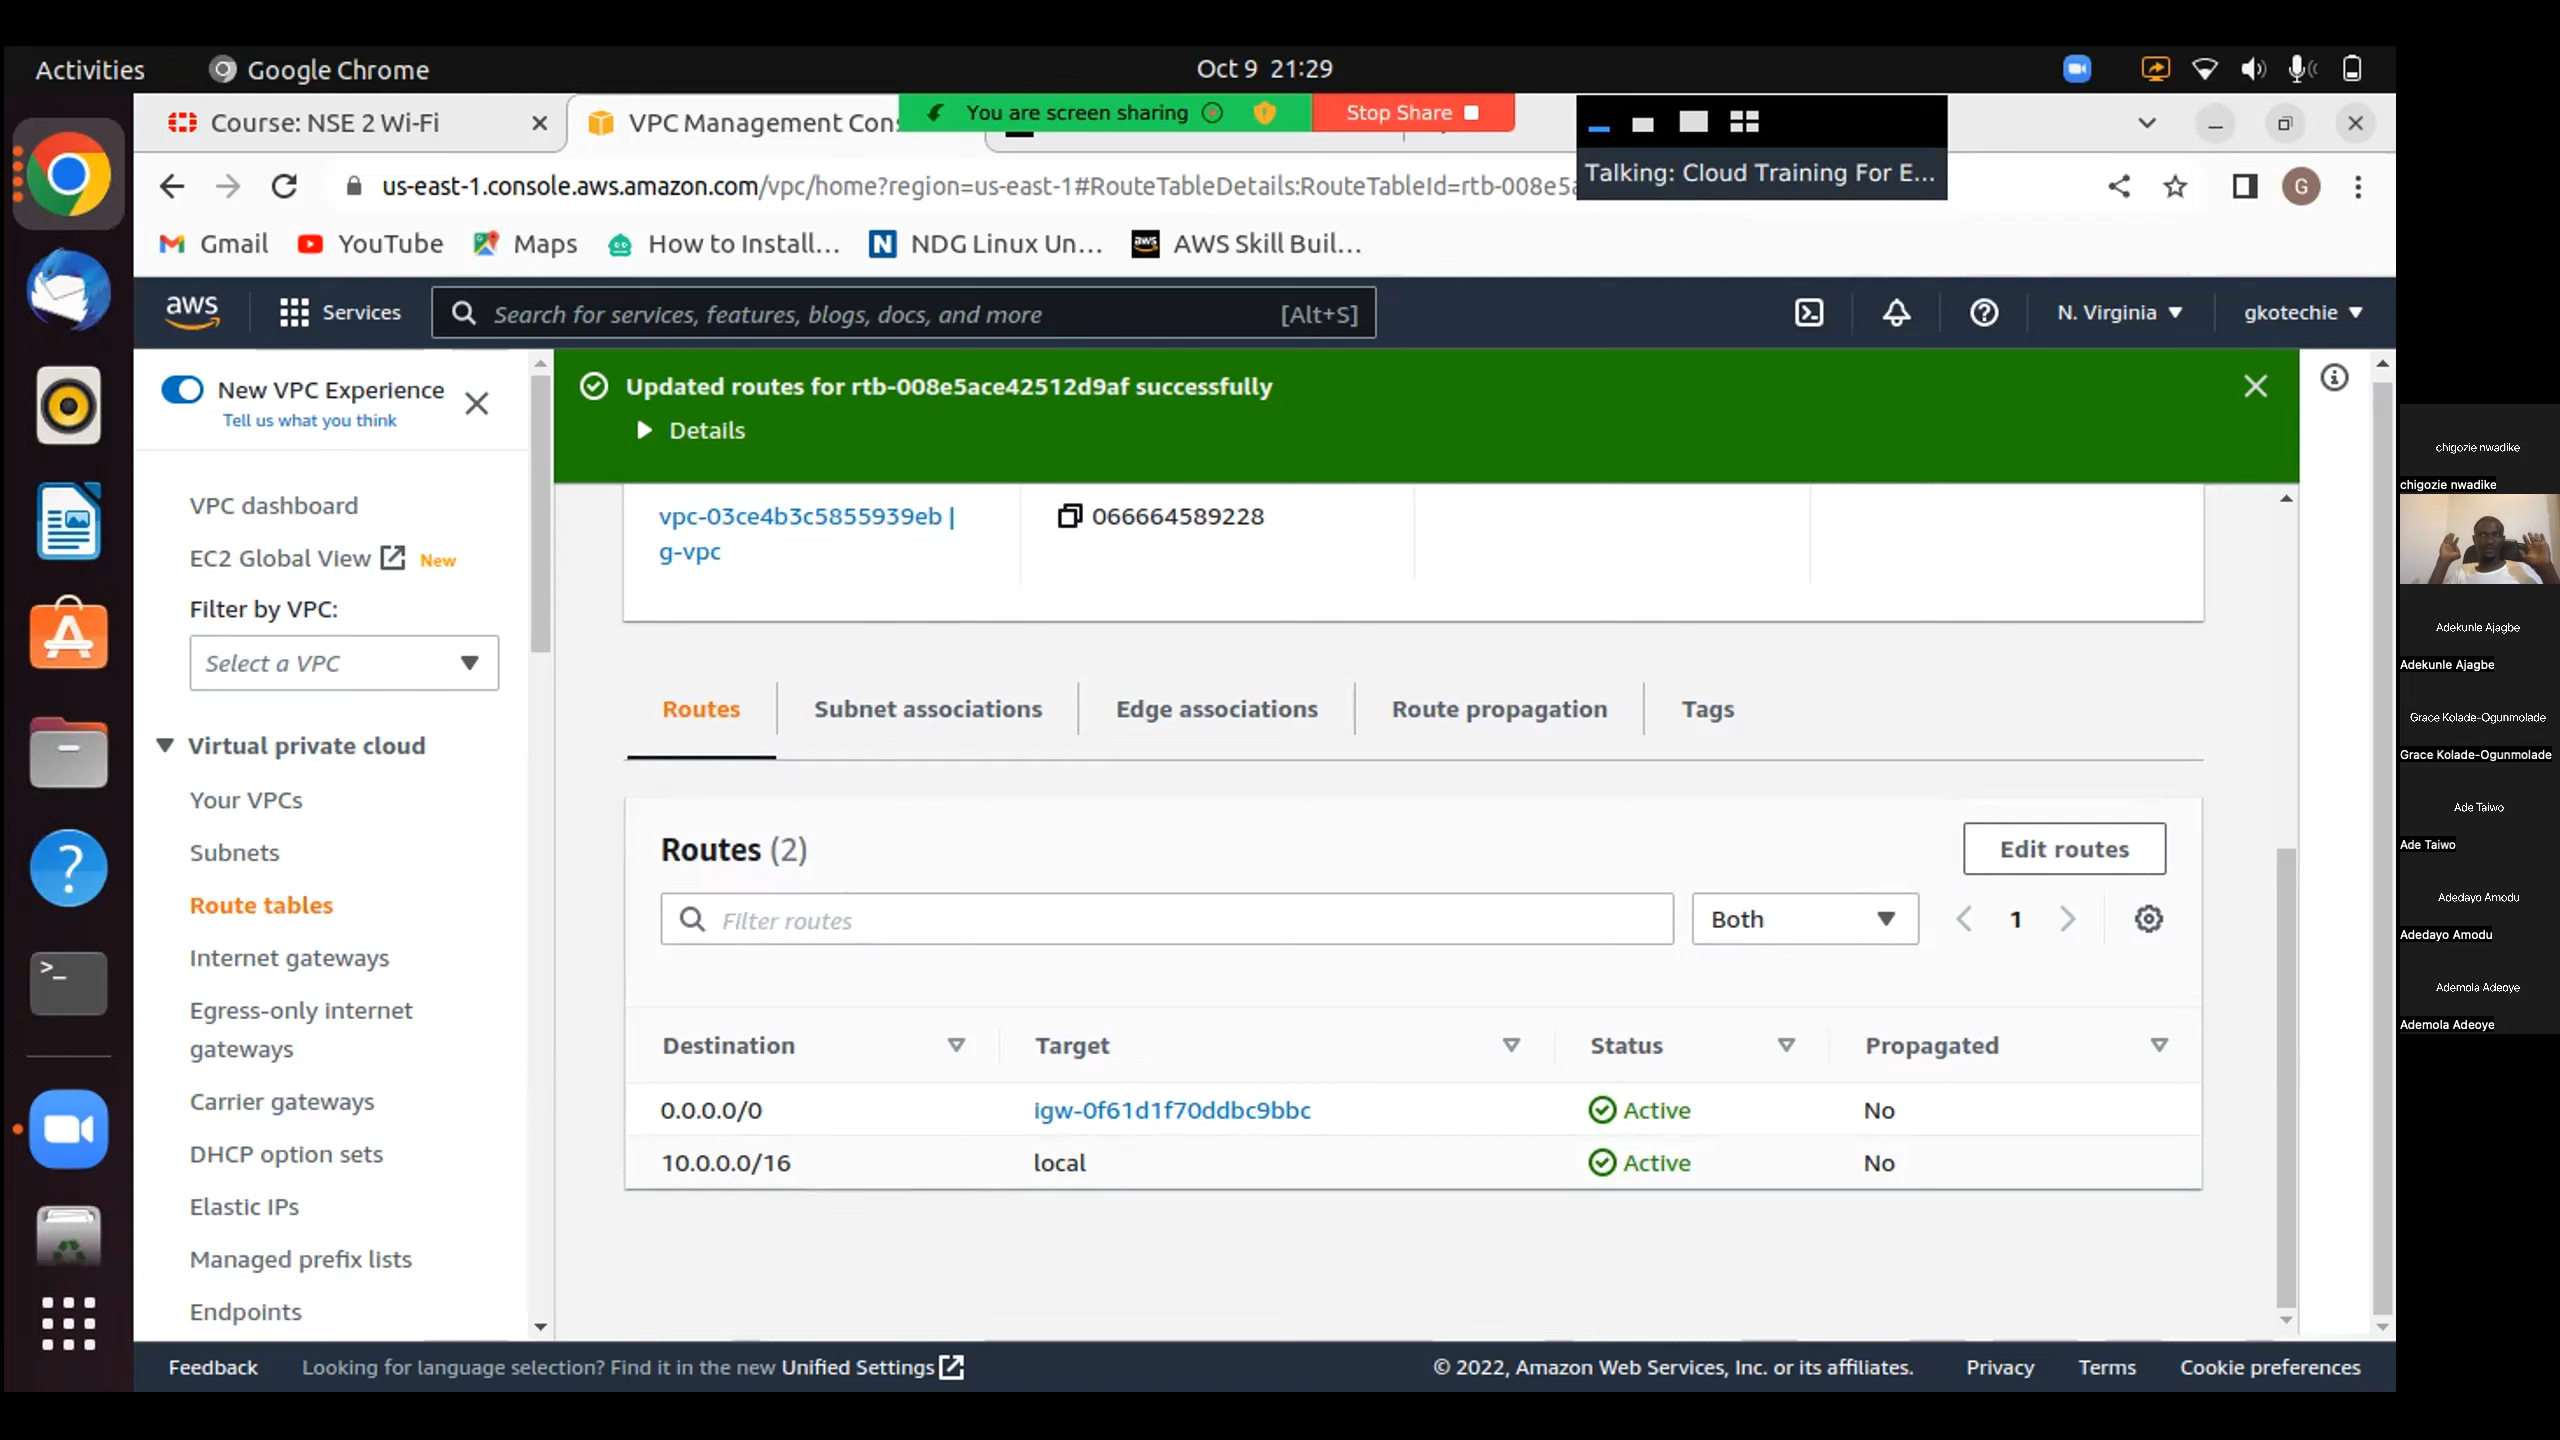 Activities
Google Chrome
Oct 9 21:29
Course: NSE 2 Wi-Fi
VPC Management Con
You are screen sharing
Stop Share
Talking: Cloud Training For E...
us-east-1.console.aws.amazon.com/vpc/home?region=us-east-1#RouteTableDetails:RouteTableId=rtb-008e5a
G
Gmail
YouTube
Maps
How to Install...
NDG Linux Un...
AWS Skill Buil...
aws
Services
Search for services, features, blogs, docs, and more
[Alt+S]
N. Virginia
gkotechie
New VPC Experience
Tell us what you think
VPC dashboard
EC2 Global View New
Filter by VPC:
Select a VPC
Virtual private cloud
Your VPCs
Subnets
Route tables
Internet gateways
Egress-only internet
gateways
Carrier gateways
DHCP option sets
Elastic IPs
Managed prefix lists
Endpoints
Updated routes for rtb-008e5ace42512d9af successfully
Details
vpc-03ce4b3c5855939eb |
g-vpc
066664589228
Routes
Subnet associations
Edge associations
Route propagation
Tags
Routes (2)
Edit routes
Filter routes
Both
1
Destination Target Status Propagated
0.0.0.0/0 igw-0f61d1f70ddbc9bbc Active No
10.0.0.0/16 local Active No
Feedback
Looking for language selection? Find it in the new Unified Settings
© 2022, Amazon Web Services, Inc. or its affiliates.
Privacy
Terms
Cookie preferences
chigozie nwadike
chigozie nwadike
Adekunle Ajagbe
Adekunle Ajagbe
Grace Kolade-Ogunmolade
Grace Kolade-Ogunmolade
Ade Taiwo
Ade Taiwo
Adedayo Amodu
Adedayo Amodu
Ademola Adeoye
Ademola Adeoye